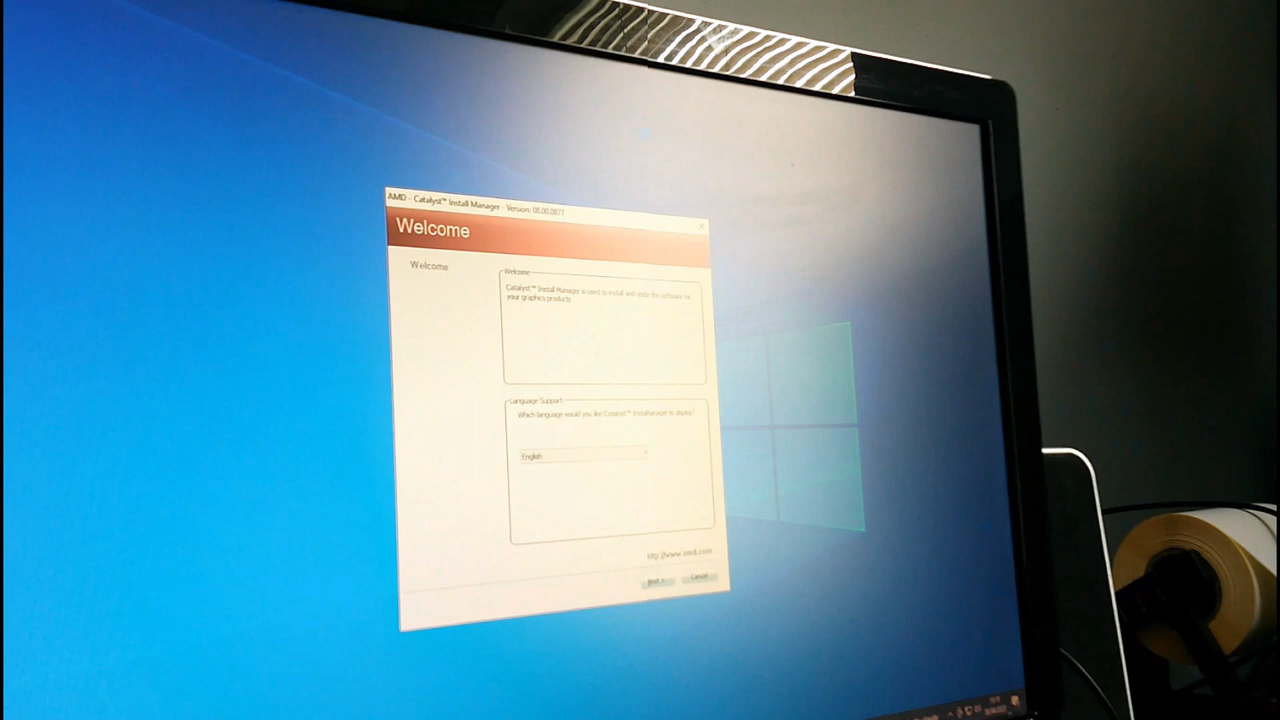 AMD - Catalyst™ Install Manager - Version: 08.00.0877
Welcome
Welcome
Welcome
Catalyst™ Install Manager is used to install and update the software for
your graphics products
Language Support
Which language would you like Catalyst™ InstallManager to display?
English
http://www.amd.com
Next >
Cancel